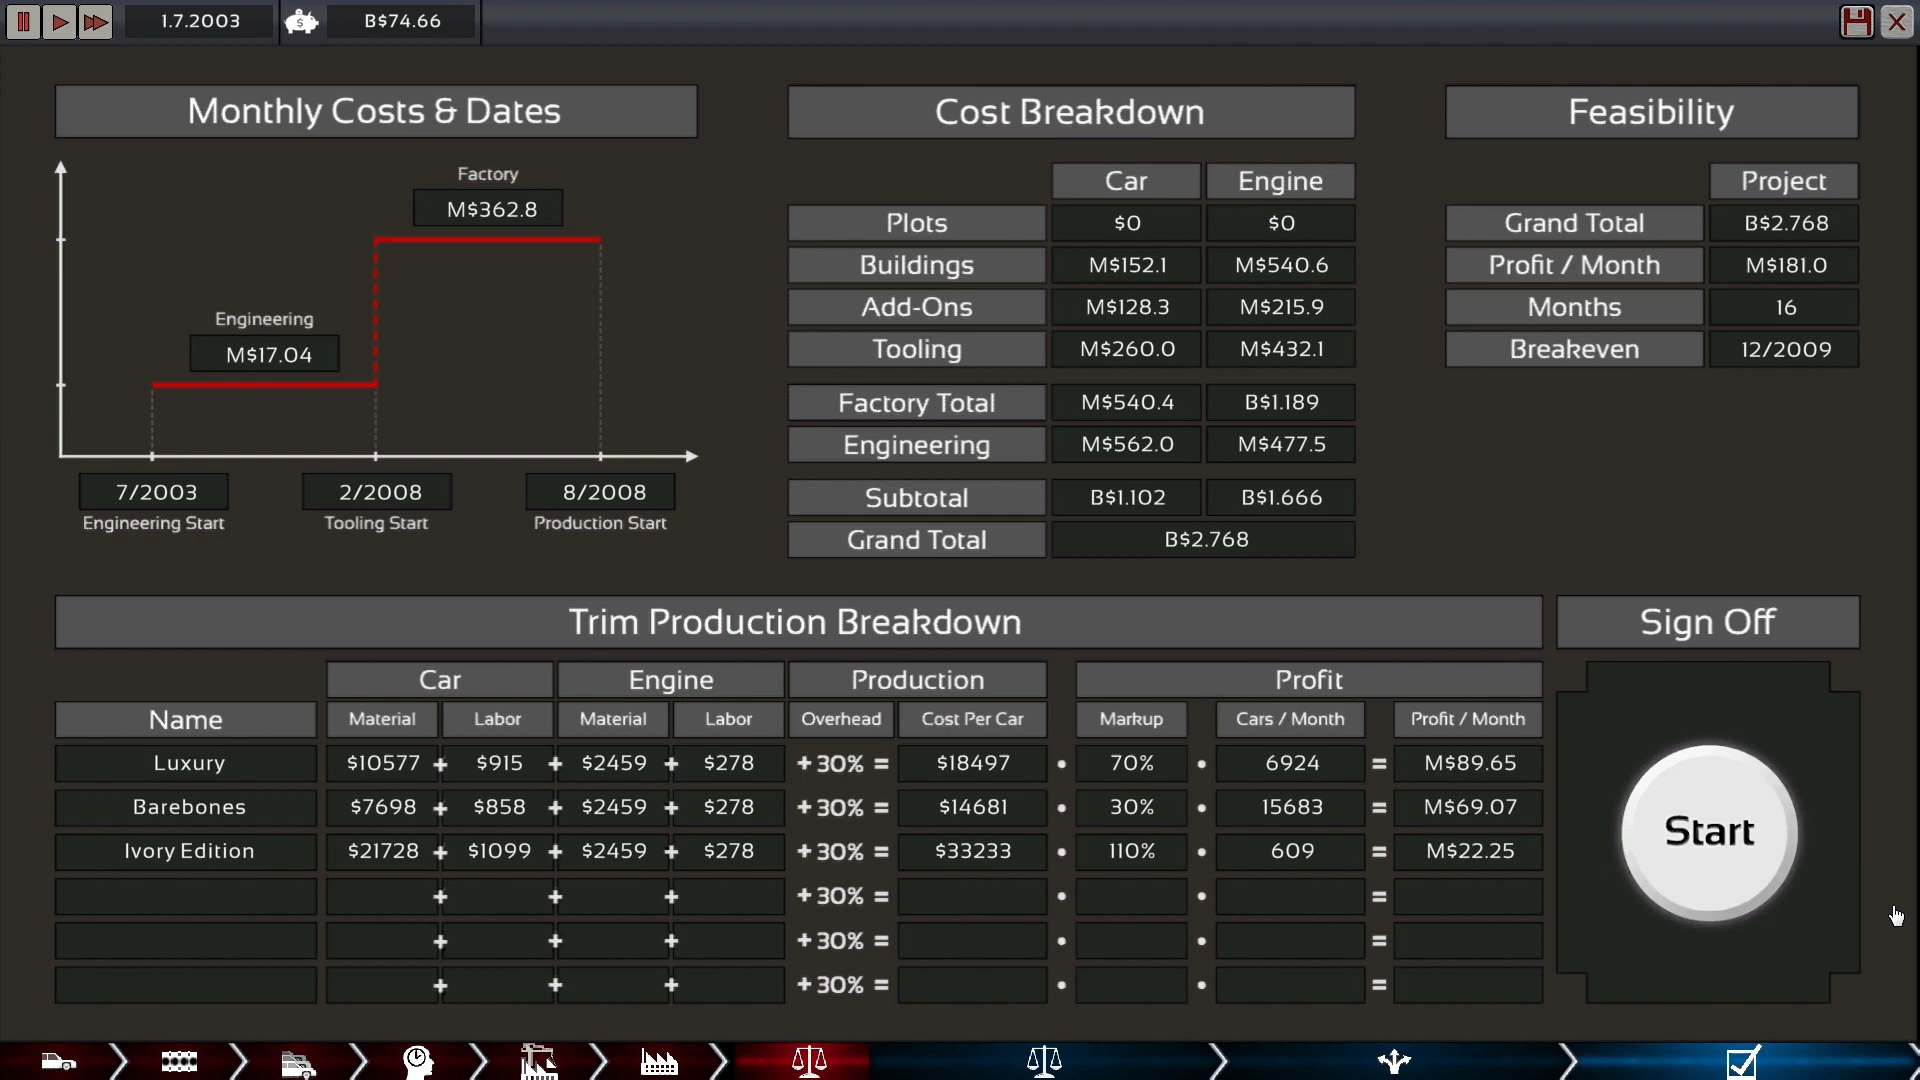 1.7.2003 B$74.66
Monthly Costs & Dates
Factory
M$362.8
Engineering
M$17.04
7/2003 2/2008 8/2008
Engineering Start Tooling Start Production Start
Cost Breakdown
Car Engine
Plots $0 $0
Buildings M$152.1 M$540.6
Add-Ons M$128.3 M$215.9
Tooling M$260.0 M$432.1
Factory Total M$540.4 B$1.189
Engineering M$562.0 M$477.5
Subtotal B$1.102 B$1.666
Grand Total B$2.768
Feasibility
Project
Grand Total B$2.768
Profit / Month M$181.0
Months 16
Breakeven 12/2009
Trim Production Breakdown
Car Engine Production Profit
Name Material Labor Material Labor Overhead Cost Per Car Markup Cars / Month Profit / Month
Luxury $10577 + $915 + $2459 + $278 +30% = $18497 • 70% • 6924 = M$89.65
Barebones $7698 + $858 + $2459 + $278 +30% = $14681 • 30% • 15683 = M$69.07
Ivory Edition $21728 + $1099 + $2459 + $278 +30% = $33233 • 110% • 609 = M$22.25
+ + + +30% = • • =
+ + + +30% = • • =
+ + + +30% = • • =
Sign Off
Start